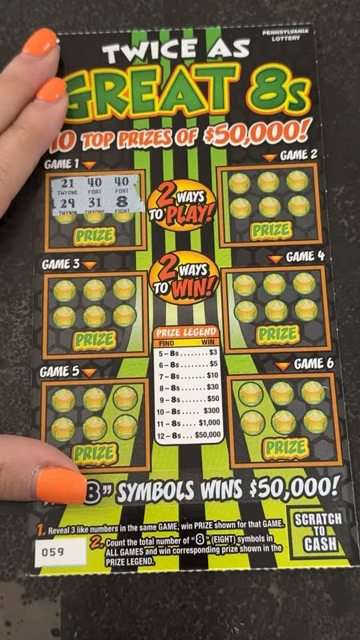 PENNSYLVANIA
LOTTERY
TWICE AS
GREAT 8s
10 TOP PRIZES OF $50,000!
GAME 1
GAME 2
21 40 40
TWYONE FORT FORT
29 31 8
EIGHT
PRIZE
2 WAYS
TO PLAY!
PRIZE
GAME 3
GAME 4
2 WAYS
TO WIN!
PRIZE
PRIZE
PRIZE LEGEND
FIND WIN
5 – 8s....... $3
6 – 8s....... $5
7 – 8s...... $10
8 – 8s...... $30
9 – 8s...... $50
10 – 8s..... $300
11 – 8s... $1,000
12 – 8s... $50,000
GAME 5
GAME 6
PRIZE
PRIZE
8" SYMBOLS WINS $50,000!
1. Reveal 3 like numbers in the same GAME, win PRIZE shown for that GAME.
2. Count the total number of "8" (EIGHT) symbols in
ALL GAMES and win corresponding prize shown in the
PRIZE LEGEND.
059
SCRATCH
TO
CASH